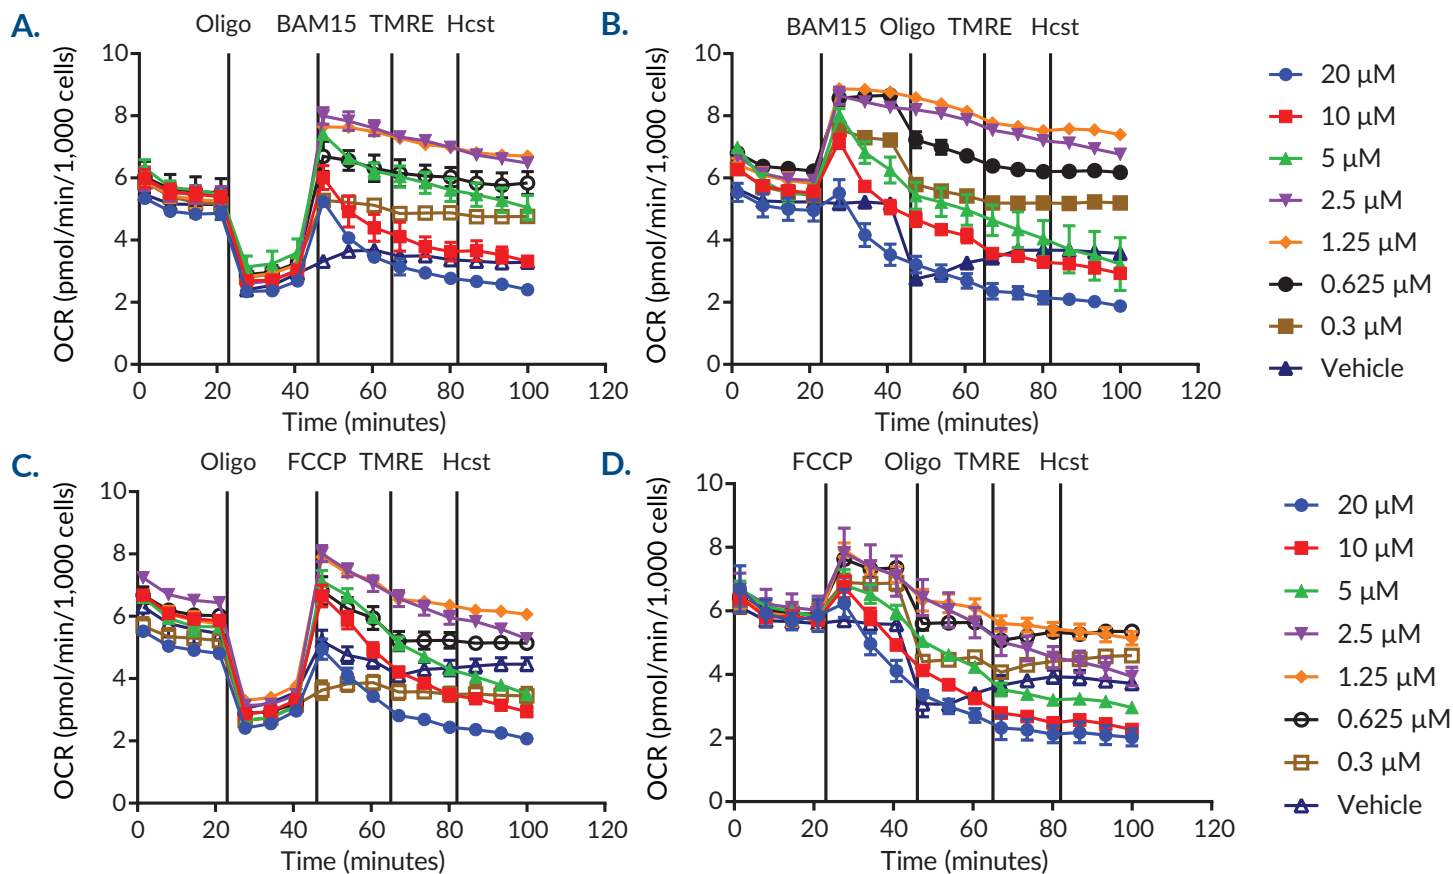 A.
Oligo BAM15 TMRE Hcst
OCR (pmol/min/1,000 cells)
10
8
6
4
2
0
0 20 40 60 80 100 120
Time (minutes)
B.
BAM15 Oligo TMRE Hcst
OCR (pmol/min/1,000 cells)
10
8
6
4
2
0
0 20 40 60 80 100 120
Time (minutes)
20 μM
10 μM
5 μM
2.5 μM
1.25 μM
0.625 μM
0.3 μM
Vehicle
C.
Oligo FCCP TMRE Hcst
OCR (pmol/min/1,000 cells)
10
8
6
4
2
0
0 20 40 60 80 100 120
Time (minutes)
D.
FCCP Oligo TMRE Hcst
OCR (pmol/min/1,000 cells)
10
8
6
4
2
0
0 20 40 60 80 100 120
Time (minutes)
20 μM
10 μM
5 μM
2.5 μM
1.25 μM
0.625 μM
0.3 μM
Vehicle